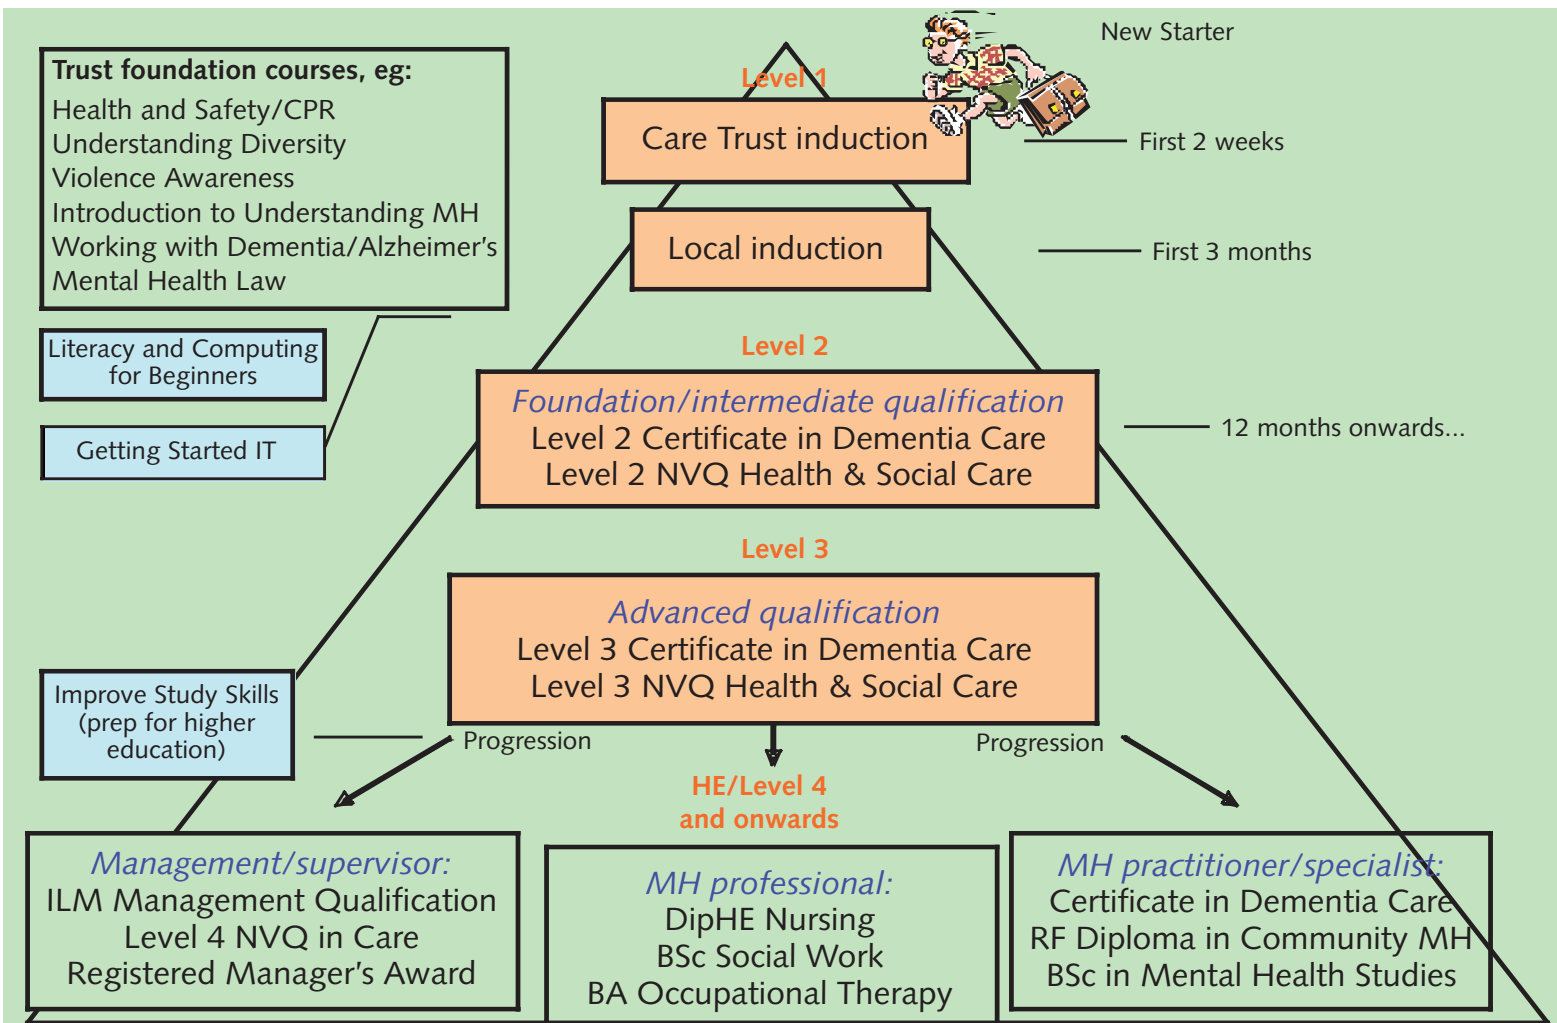 New Starter
Trust foundation courses, eg:
Health and Safety/CPR
Understanding Diversity
Violence Awareness
Introduction to Understanding MH
Working with Dementia/Alzheimer's
Mental Health Law
Level 1
Care Trust induction
First 2 weeks
Local induction
First 3 months
Literacy and Computing
for Beginners
Getting Started IT
Level 2
Foundation/intermediate qualification
Level 2 Certificate in Dementia Care
Level 2 NVQ Health & Social Care
12 months onwards...
Level 3
Advanced qualification
Level 3 Certificate in Dementia Care
Level 3 NVQ Health & Social Care
Improve Study Skills
(prep for higher
education)
Progression
Progression
HE/Level 4
and onwards
Management/supervisor:
ILM Management Qualification
Level 4 NVQ in Care
Registered Manager's Award
MH professional:
DipHE Nursing
BSc Social Work
BA Occupational Therapy
MH practitioner/specialist:
Certificate in Dementia Care
RF Diploma in Community MH
BSc in Mental Health Studies